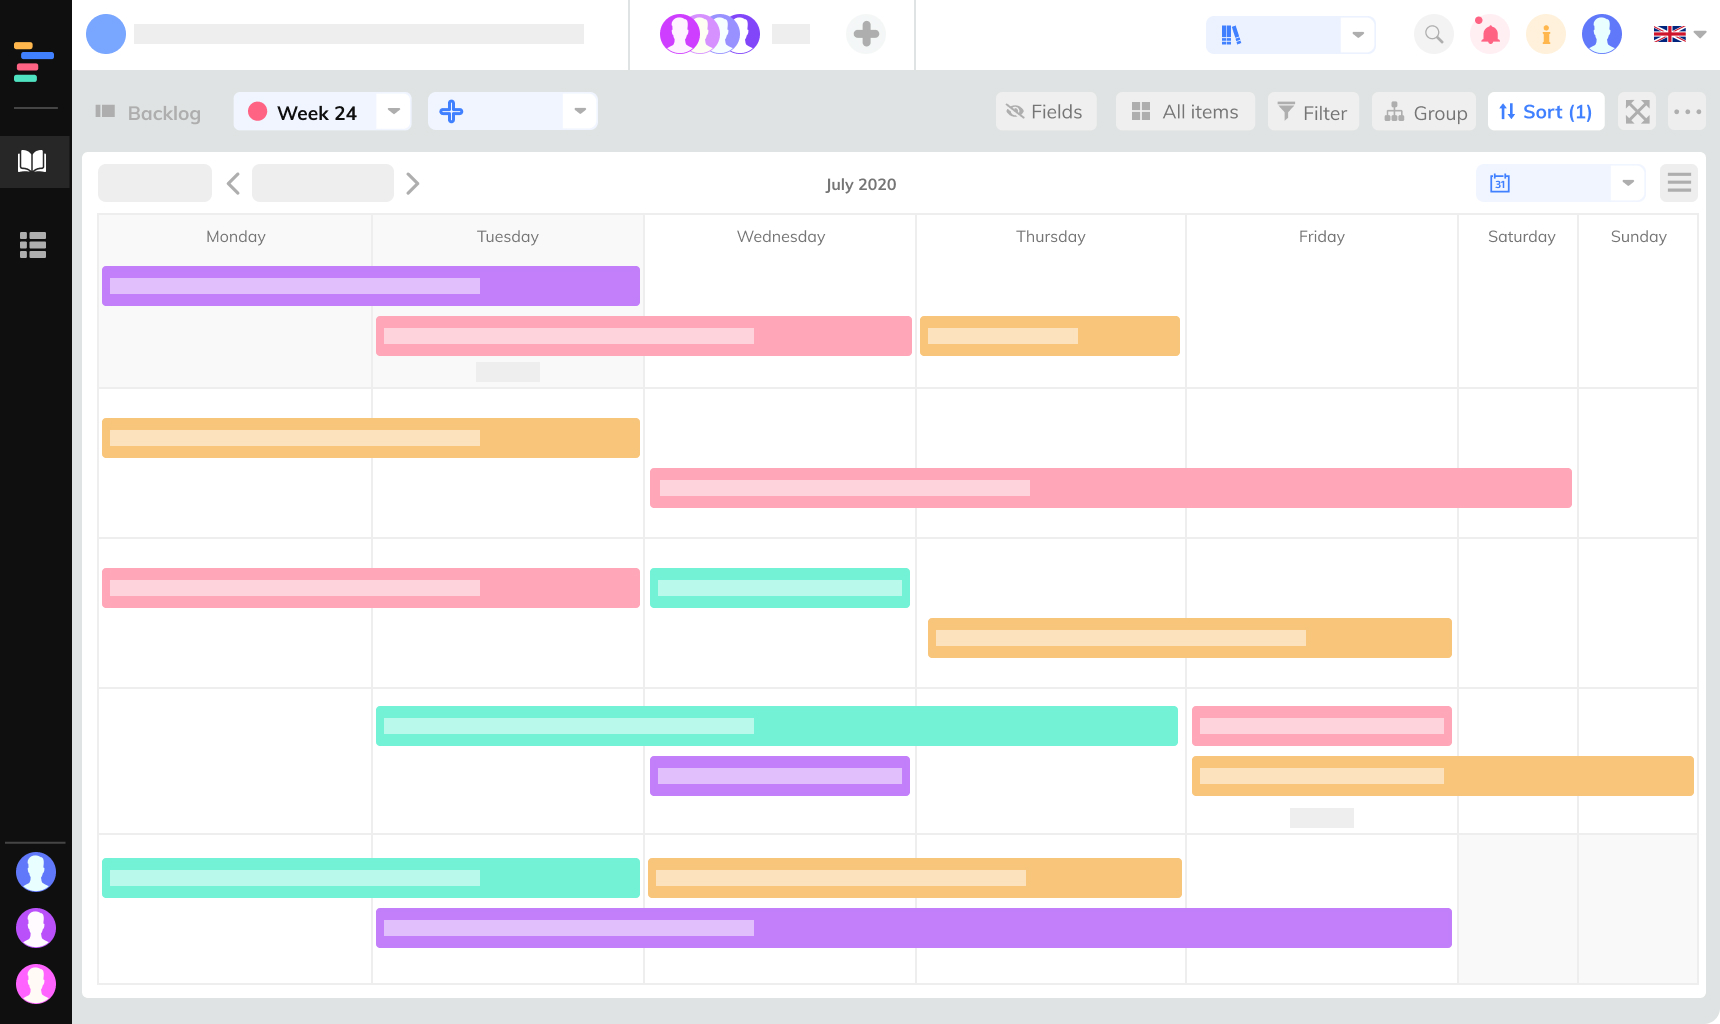 Backlog
Week 24
Fields
All items
Filter
Group
Sort (1)
July 2020
31
Monday
Tuesday
Wednesday
Thursday
Friday
Saturday
Sunday